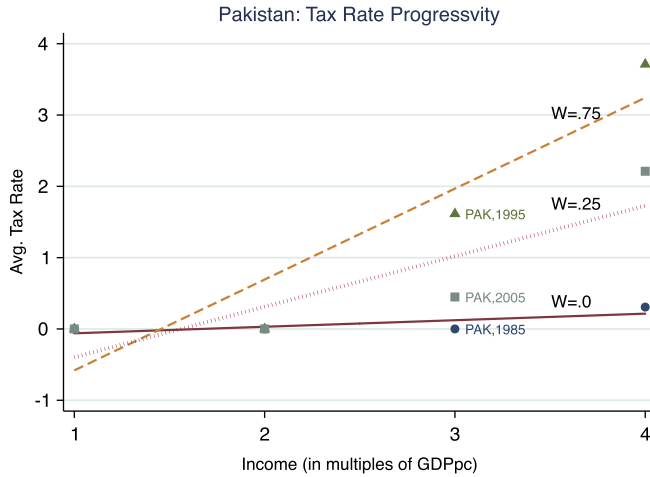 Pakistan: Tax Rate Progressvity
4
3
2
1
0
-1
Avg. Tax Rate
W=.75
W=.25
W=.0
PAK,1995
PAK,2005
PAK,1985
1 2 3 4
Income (in multiples of GDPpc)